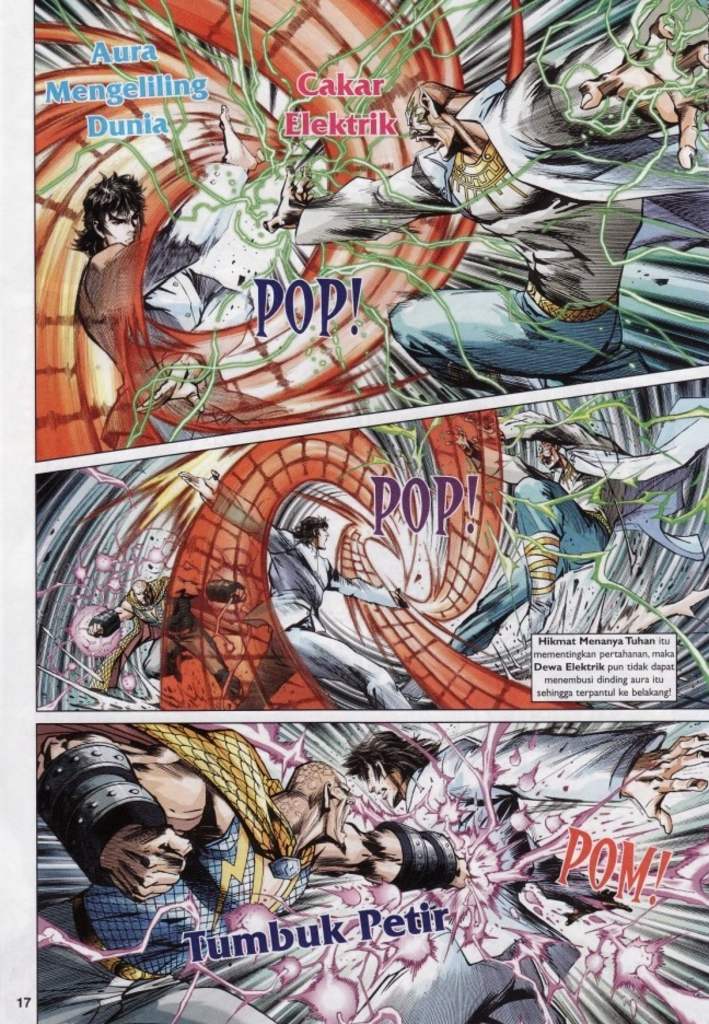 Aura
Mengeliling
Dunia
Cakar
Elektrik
POP!
POP!
Hikmat Menanya Tuhan itu
mementingkan pertahanan, maka
Dewa Elektrik pun tidak dapat
menembusi dinding aura itu
sehingga terpantul ke belakang!
POM!
Tumbuk Petir
17